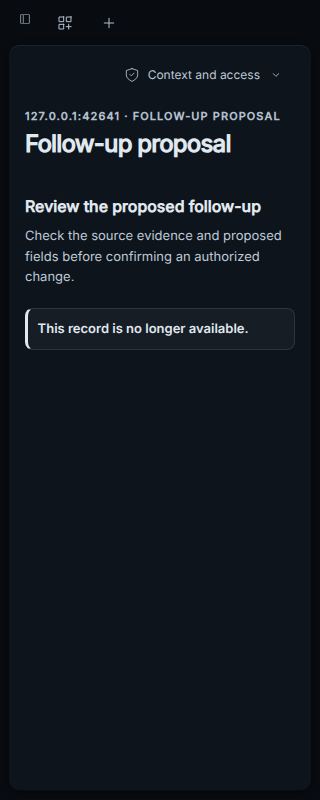 Context and access
127.0.0.1:42641 · FOLLOW-UP PROPOSAL
Follow-up proposal
Review the proposed follow-up
Check the source evidence and proposed
fields before confirming an authorized
change.
This record is no longer available.